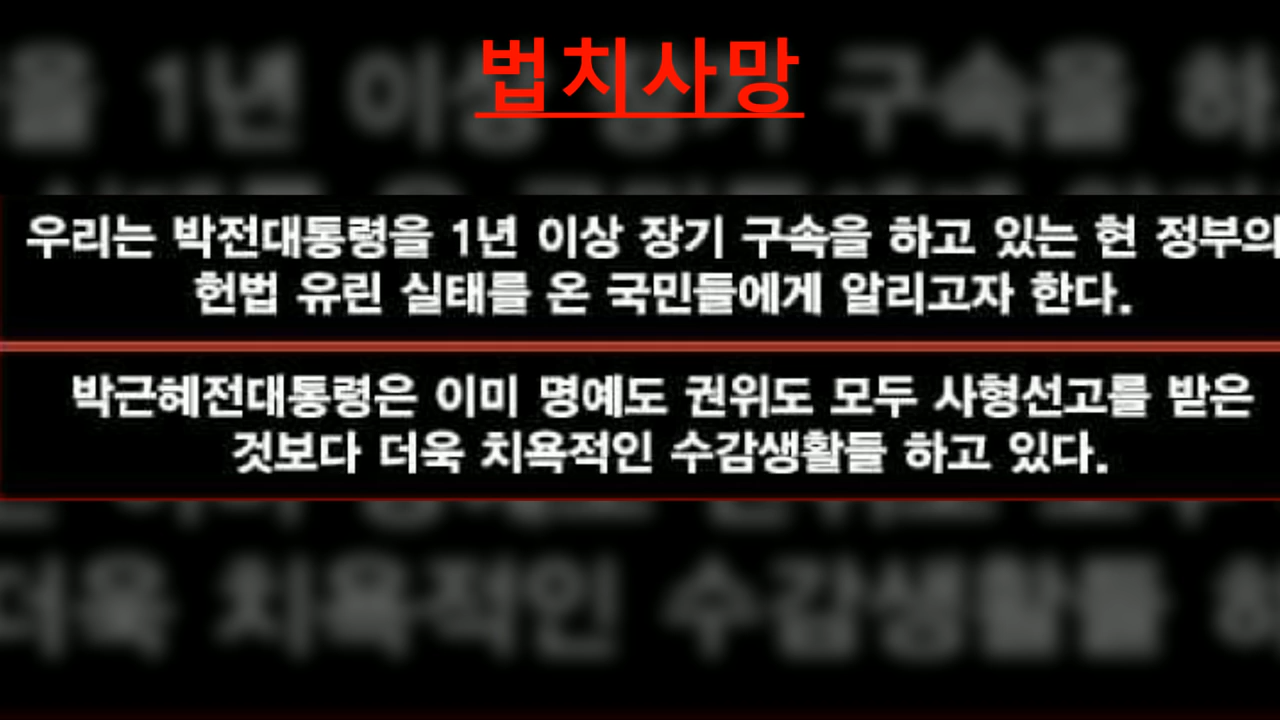 법치사망
우리는 박전대통령을 1년 이상 장기 구속을 하고 있는 현 정부의
헌법 유린 실태를 온 국민들에게 알리고자 한다.
박근혜전대통령은 이미 명예도 권위도 모두 사형선고를 받은
것보다 더욱 치욕적인 수감생활들 하고 있다.